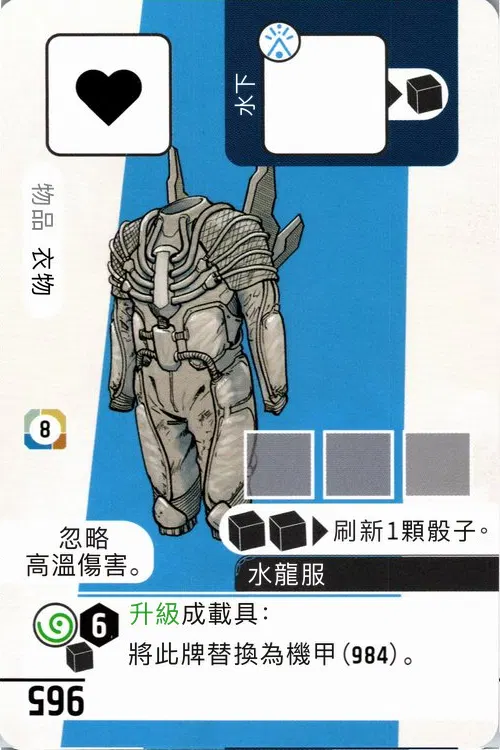 水下
物品 衣物
8
忽略
高溫傷害。
刷新1顆骰子。
水龍服
6 升級成載具：
將此牌替換為機甲（984）。
596